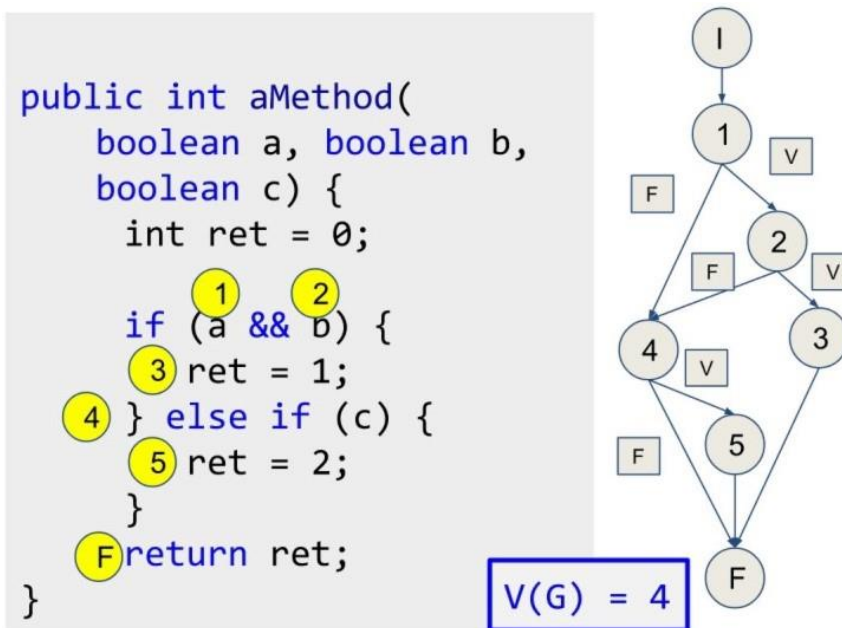 public int aMethod(
boolean a, boolean b,
boolean c) {
int ret = 0;
1 2
if (a && b) {
3 ret = 1;
4 } else if (c) {
5 ret = 2;
}
F return ret;
}
V(G) = 4
I
1
V
F
2
F V
4 3
V
5
F
F